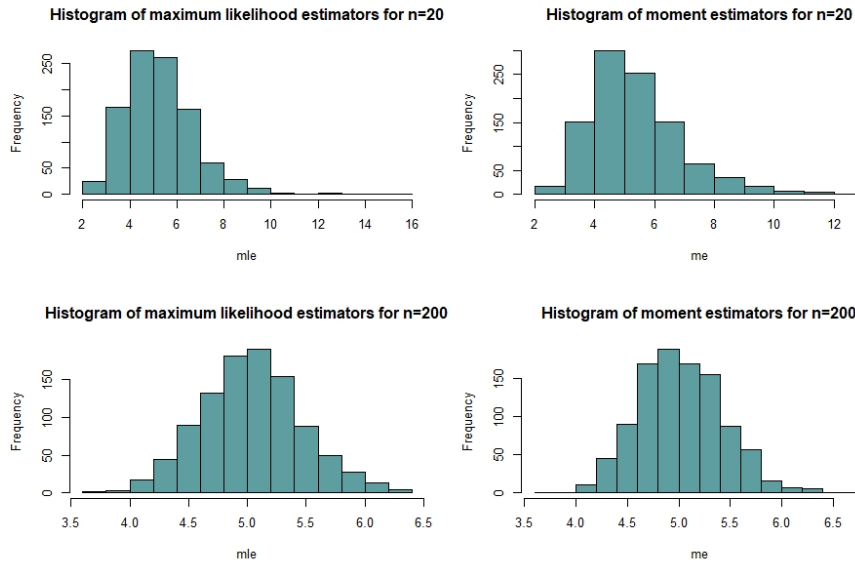 Histogram of maximum likelihood estimators for n=20
Frequency
0 50 150 250
2 4 6 8 10 12 14 16
mle
Histogram of moment estimators for n=20
Frequency
0 50 150 250
2 4 6 8 10 12
me
Histogram of maximum likelihood estimators for n=200
Frequency
0 50 100 150
3.5 4.0 4.5 5.0 5.5 6.0 6.5
mle
Histogram of moment estimators for n=200
Frequency
0 50 100 150
3.5 4.0 4.5 5.0 5.5 6.0 6.5
me